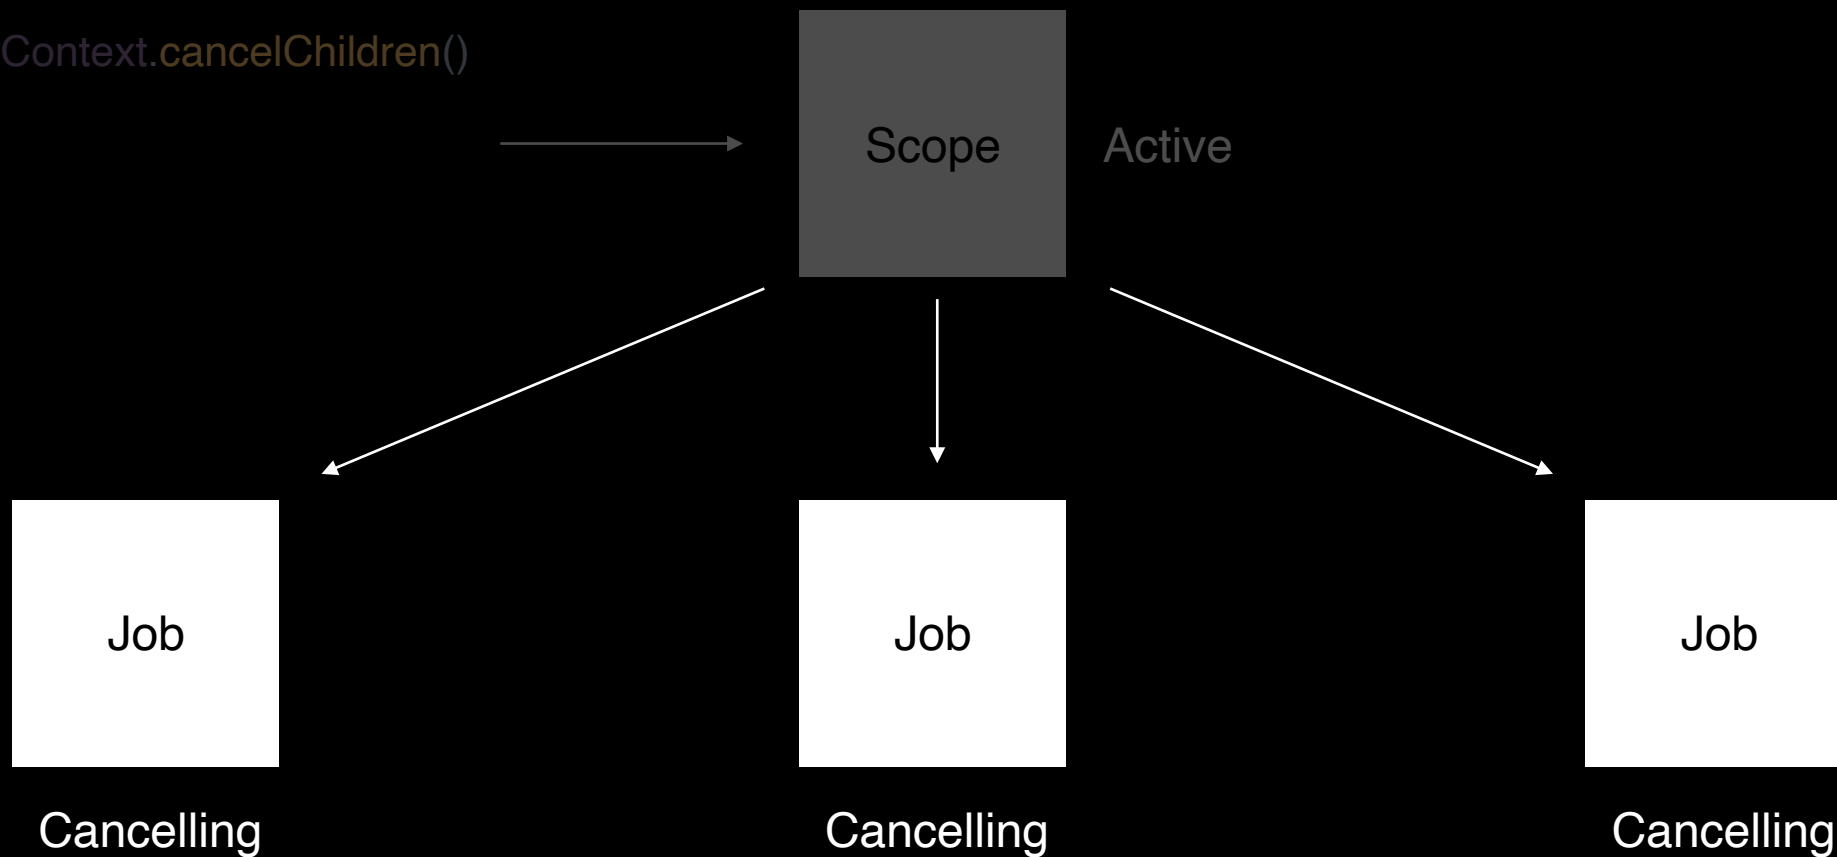 Context.cancelChildren()
Scope
Active
Job
Job
Job
Cancelling
Cancelling
Cancelling